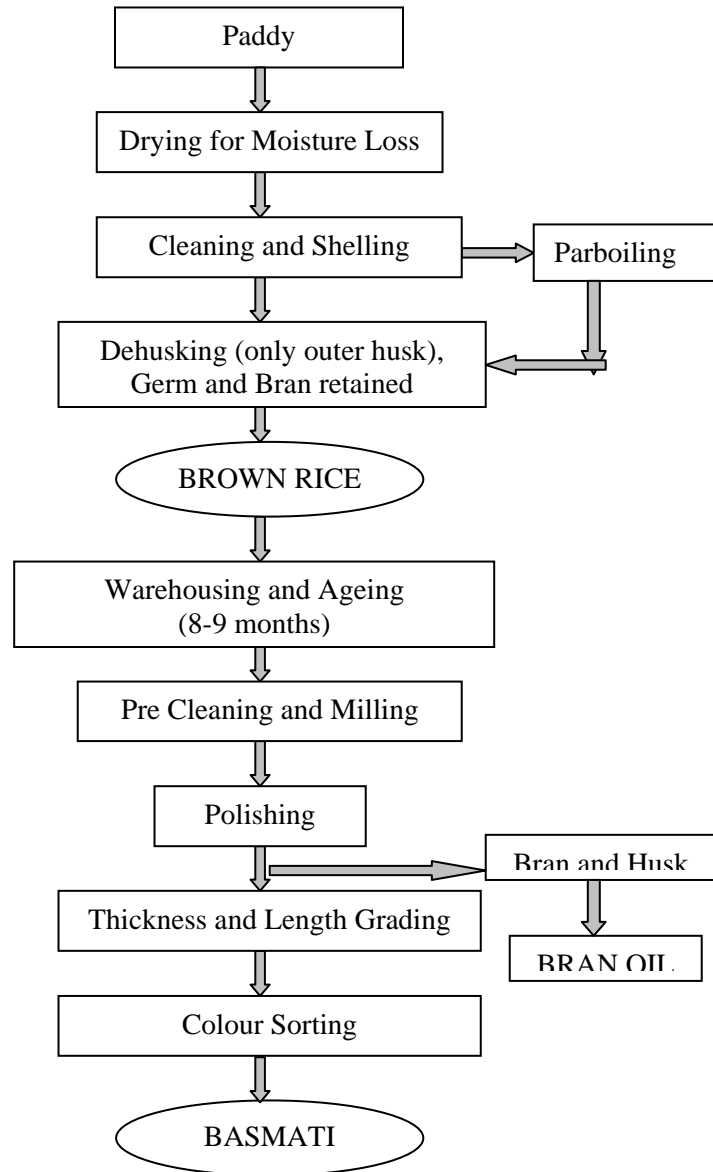 Paddy
Drying for Moisture Loss
Cleaning and Shelling
Parboiling
Dehusking (only outer husk),
Germ and Bran retained
BROWN RICE
Warehousing and Ageing
(8-9 months)
Pre Cleaning and Milling
Polishing
Bran and Husk
Thickness and Length Grading
BRAN OIL
Colour Sorting
BASMATI